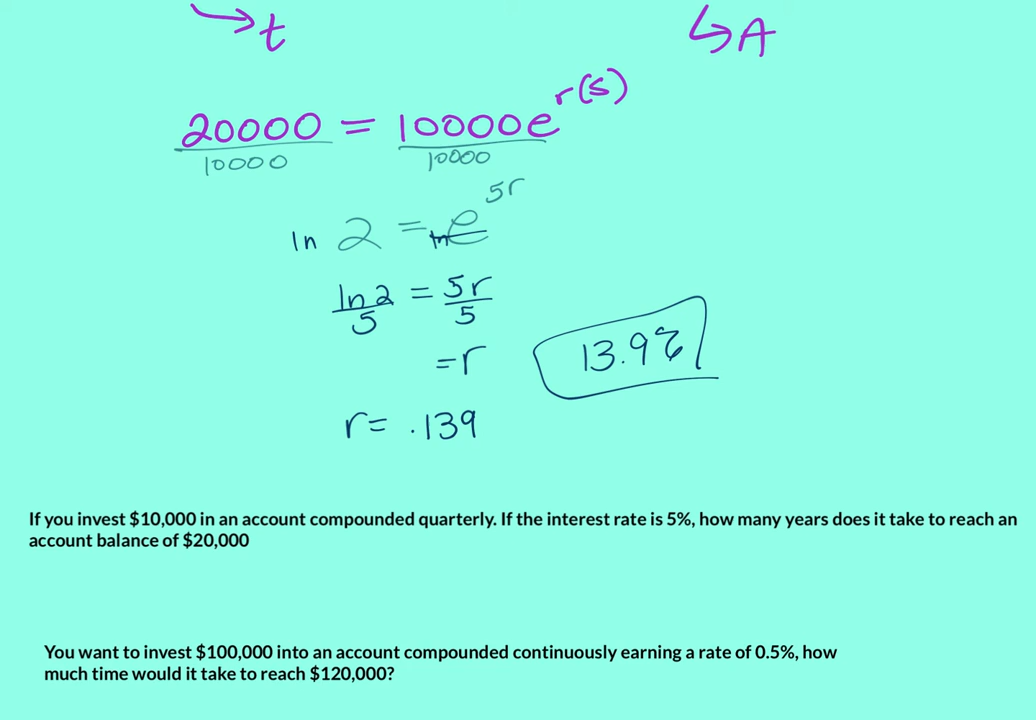 t A
20000 = 10000e^r(5)
10000 10000
ln 2 = ln e^5r
ln2 = 5r
5 5
= r 13.9%
r = .139
If you invest $10,000 in an account compounded quarterly. If the interest rate is 5%, how many years does it take to reach an
account balance of $20,000
You want to invest $100,000 into an account compounded continuously earning a rate of 0.5%, how
much time would it take to reach $120,000?